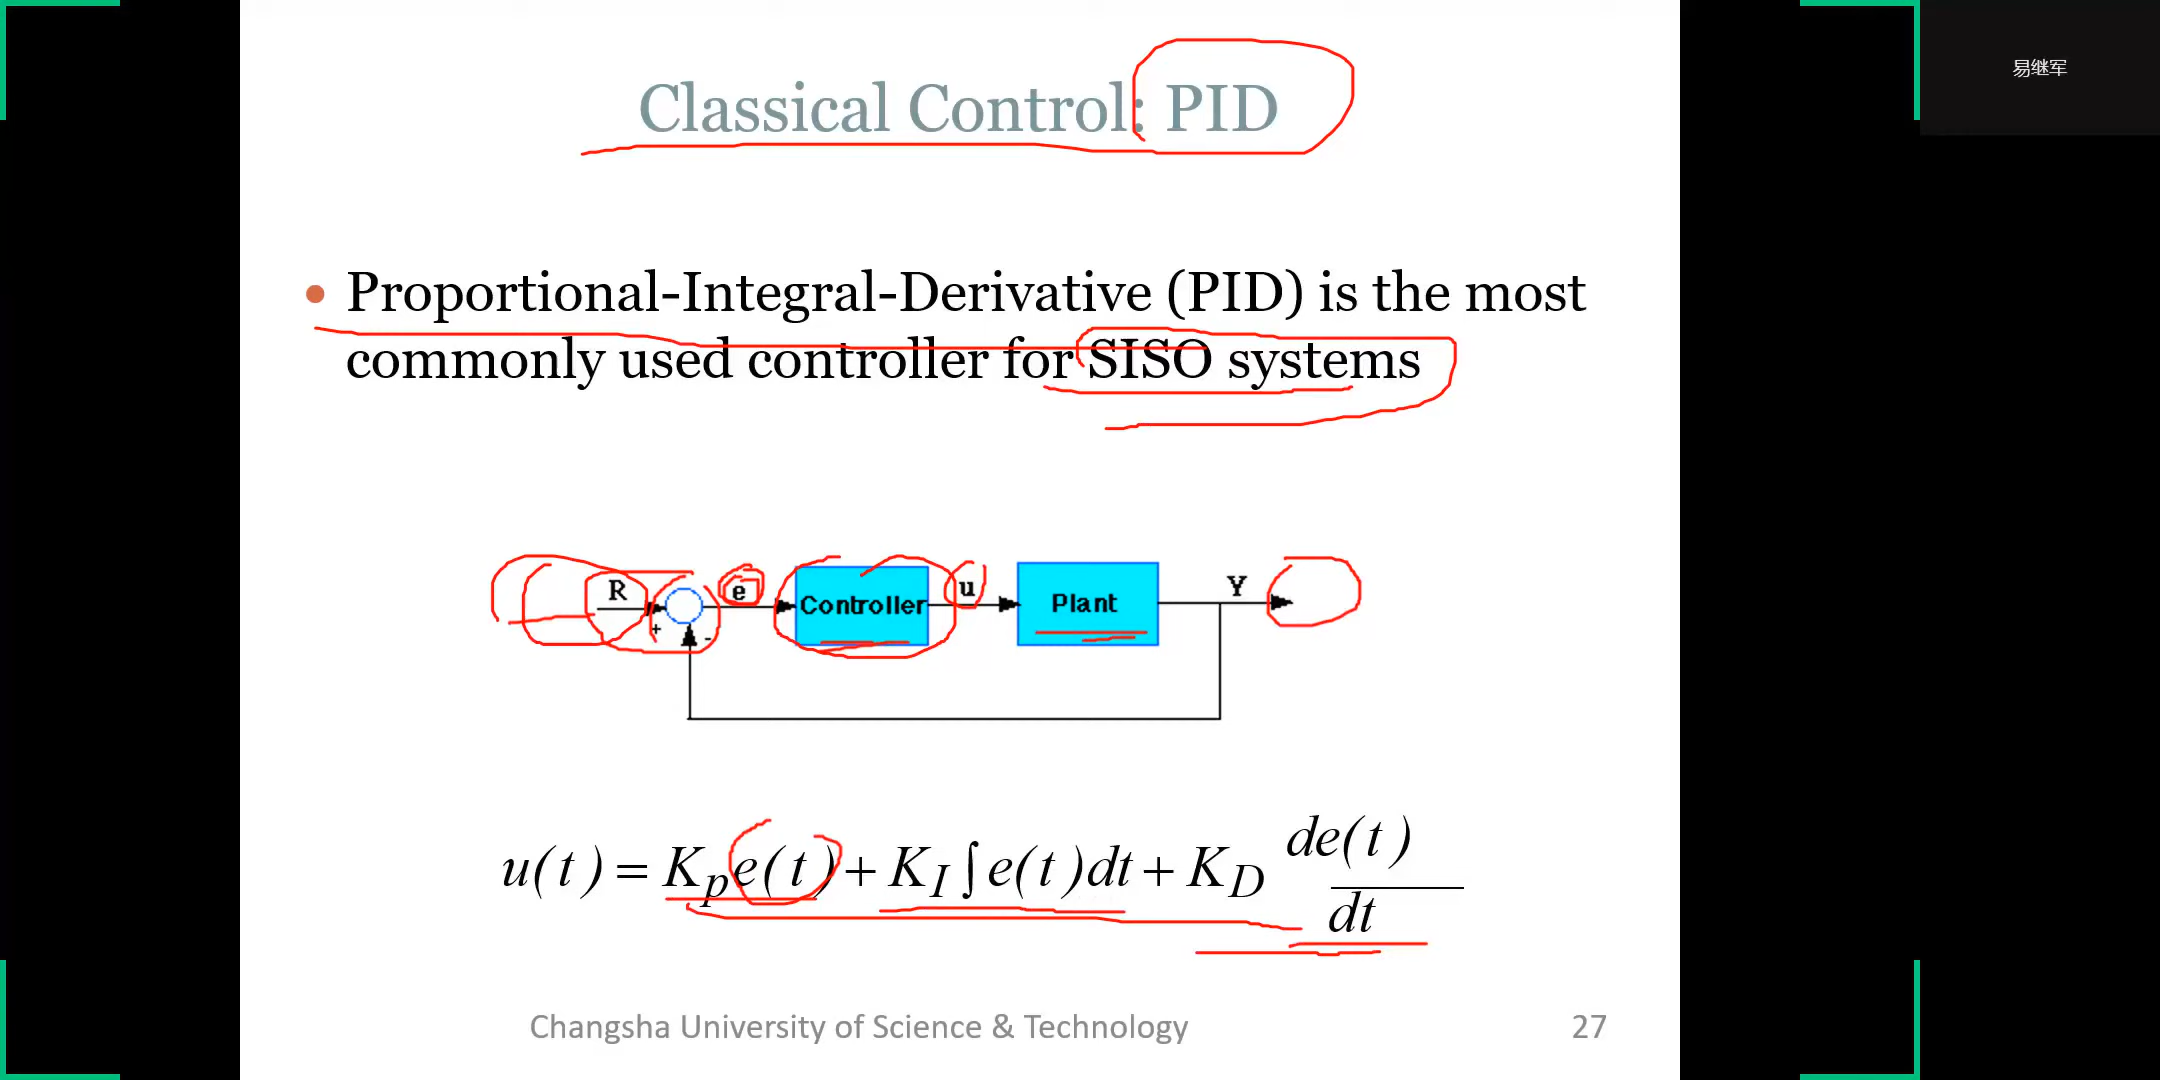 易继军
Classical Control: PID
• Proportional-Integral-Derivative (PID) is the most
commonly used controller for SISO systems
R + - e Controller u Plant Y
u(t) = K_p e(t) + K_I ∫ e(t)dt + K_D de(t)/dt
Changsha University of Science & Technology 27